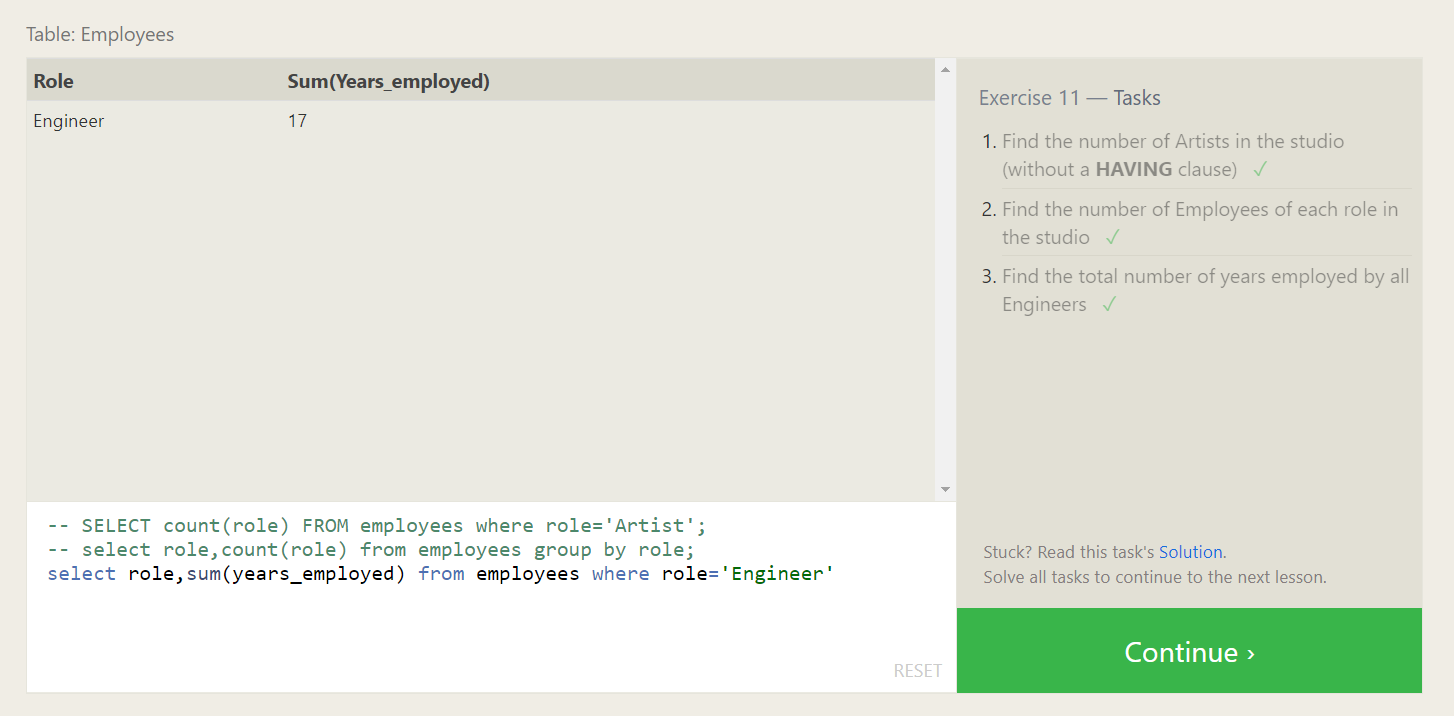 Table: Employees
Role Sum(Years_employed)
Engineer 17
-- SELECT count(role) FROM employees where role='Artist';
-- select role,count(role) from employees group by role;
select role,sum(years_employed) from employees where role='Engineer'
RESET
Exercise 11 — Tasks
1. Find the number of Artists in the studio
(without a HAVING clause) ✓
2. Find the number of Employees of each role in
the studio ✓
3. Find the total number of years employed by all
Engineers ✓
Stuck? Read this task's Solution.
Solve all tasks to continue to the next lesson.
Continue ›